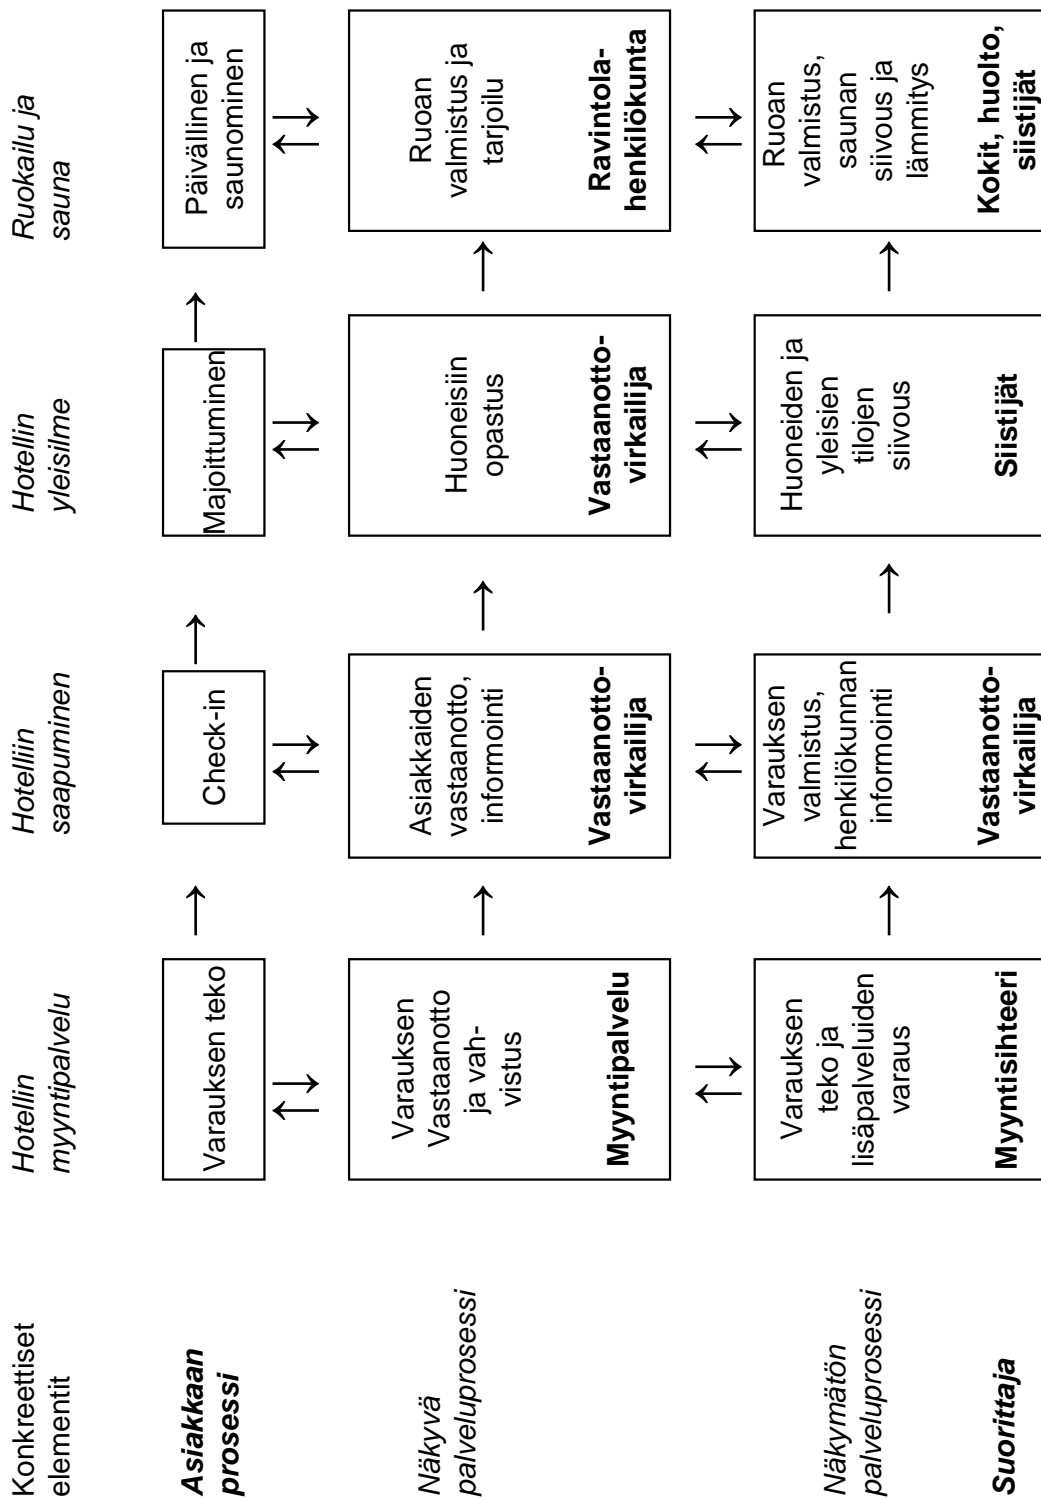 Konkreettiset
elementit
Hotellin
myyntipalvelu
Hotelliin
saapuminen
Hotellin
yleisilme
Ruokailu ja
sauna
Asiakkaan
prosessi
Varauksen teko
Check-in
Majoittuminen
Päivällinen ja
saunominen
Näkyvä
palveluprosessi
Varauksen
Vastaanotto
ja vah-
vistus
Myyntipalvelu
Asiakkaiden
vastaanotto,
informointi
Vastaanotto-
virkailija
Huoneisiin
opastus
Vastaanotto-
virkailija
Ruoan
valmistus ja
tarjoilu
Ravintola-
henkilökunta
Näkymätön
palveluprosessi
Suorittaja
Varauksen
teko ja
lisäpalveluiden
varaus
Myyntisihteeri
Varauksen
valmistus,
henkilökunnan
informointi
Vastaanotto-
virkailija
Huoneiden ja
yleisien
tilojen
siivous
Siistijät
Ruoan
valmistus,
saunan
siivous ja
lämmitys
Kokit, huolto,
siistijät